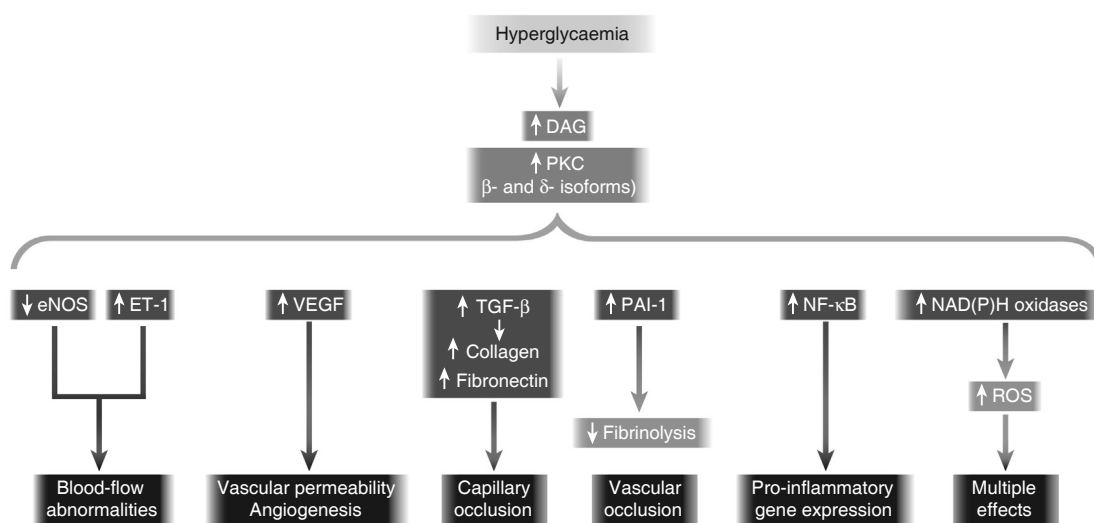 Hyperglycaemia
↑ DAG
↑ PKC
β- and δ- isoforms)
↓ eNOS
↑ ET-1
↑ VEGF
↑ TGF-β
↓
↑ Collagen
↑ Fibronectin
↑ PAI-1
↑ NF-κB
↑ NAD(P)H oxidases
↑ ROS
↓ Fibrinolysis
Blood-flow
abnormalities
Vascular permeability
Angiogenesis
Capillary
occlusion
Vascular
occlusion
Pro-inflammatory
gene expression
Multiple
effects